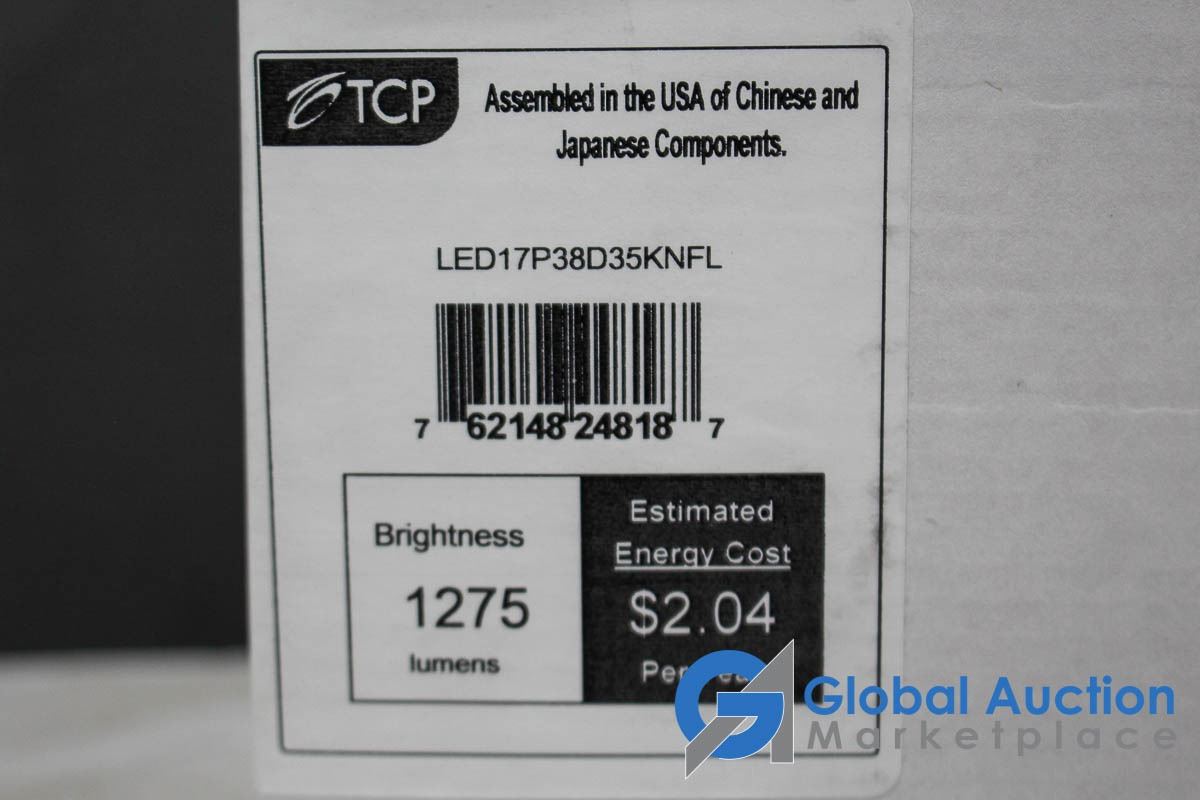 TCP
Assembled in the USA of Chinese and
Japanese Components.
LED17P38D35KNFL
7 62148 24818 7
Brightness
1275
lumens
Estimated
Energy Cost
$2.04
Per
Global Auction
Marketplace